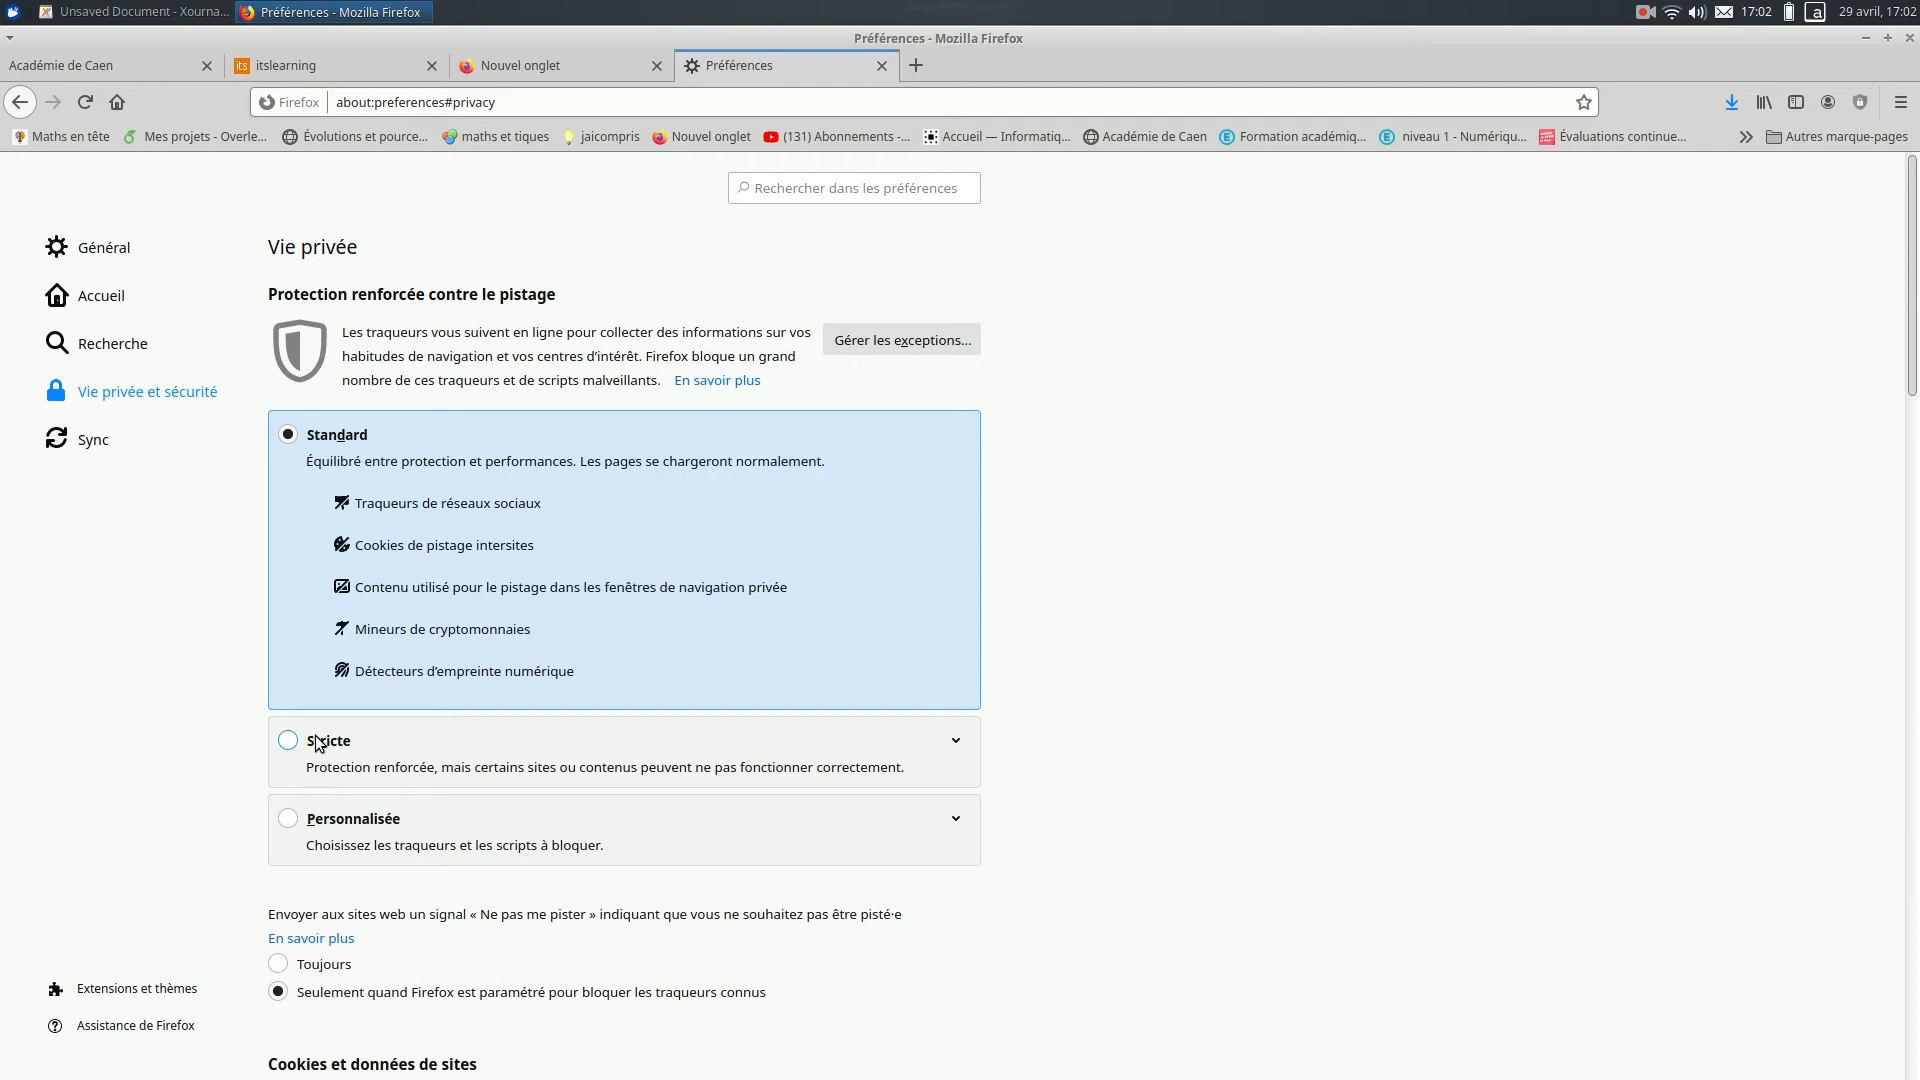 Unsaved Document - Xourna...
Préférences - Mozilla Firefox
17:02
a
29 avril, 17:02
Préférences - Mozilla Firefox
Académie de Caen
its itslearning
Nouvel onglet
Préférences
Firefox
about:preferences#privacy
Maths en tête
Mes projets - Overle...
Évolutions et pource...
maths et tiques
jaicompris
Nouvel onglet
(131) Abonnements -...
Accueil — Informatiq...
Académie de Caen
Formation académiq...
niveau 1 - Numériqu...
Évaluations continue...
Autres marque-pages
Rechercher dans les préférences
Général
Accueil
Recherche
Vie privée et sécurité
Sync
Extensions et thèmes
Assistance de Firefox
Vie privée
Protection renforcée contre le pistage
Les traqueurs vous suivent en ligne pour collecter des informations sur vos
habitudes de navigation et vos centres d’intérêt. Firefox bloque un grand
nombre de ces traqueurs et de scripts malveillants. En savoir plus
Gérer les exceptions...
Standard
Équilibré entre protection et performances. Les pages se chargeront normalement.
Traqueurs de réseaux sociaux
Cookies de pistage intersites
Contenu utilisé pour le pistage dans les fenêtres de navigation privée
Mineurs de cryptomonnaies
Détecteurs d’empreinte numérique
Stricte
Protection renforcée, mais certains sites ou contenus peuvent ne pas fonctionner correctement.
Personnalisée
Choisissez les traqueurs et les scripts à bloquer.
Envoyer aux sites web un signal « Ne pas me pister » indiquant que vous ne souhaitez pas être pisté·e
En savoir plus
Toujours
Seulement quand Firefox est paramétré pour bloquer les traqueurs connus
Cookies et données de sites